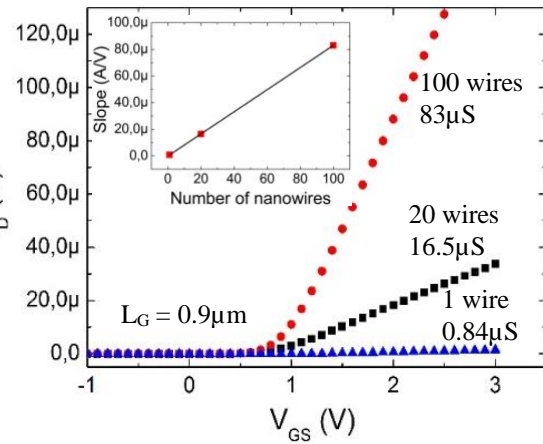 120,0µ
100,0µ
80,0µ
60,0µ
40,0µ
20,0µ
0,0
100,0µ
80,0µ
60,0µ
40,0µ
20,0µ
0,0
Slope (A/V)
0 20 40 60 80 100
Number of nanowires
100 wires
83µS
20 wires
16.5µS
1 wire
0.84µS
L_G = 0.9µm
-1 0 1 2 3
V_GS (V)